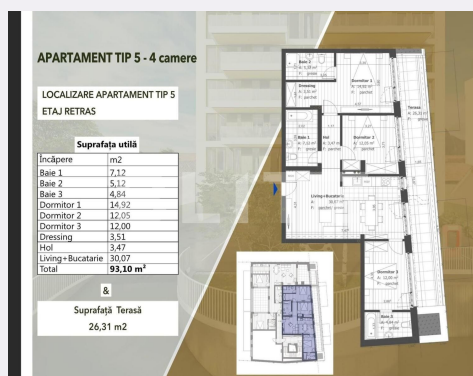 APARTAMENT TIP 5 - 4 camere
LOCALIZARE APARTAMENT TIP 5
ETAJ RETRAS
Suprafața utilă
Încăpere m2
Baie 1 7,12
Baie 2 5,12
Baie 3 4,84
Dormitor 1 14,92
Dormitor 2 12,05
Dormitor 3 12,00
Dressing 3,51
Hol 3,47
Living+Bucatarie 30,07
Total 93,10 m²
&
Suprafață Terasă
26,31 m2
Baie 2
Dormitor 1
Dressing
Terasa
Baie 1
Hol
Dormitor 2
Living+Bucatarie
Dormitor 3
Baie 3